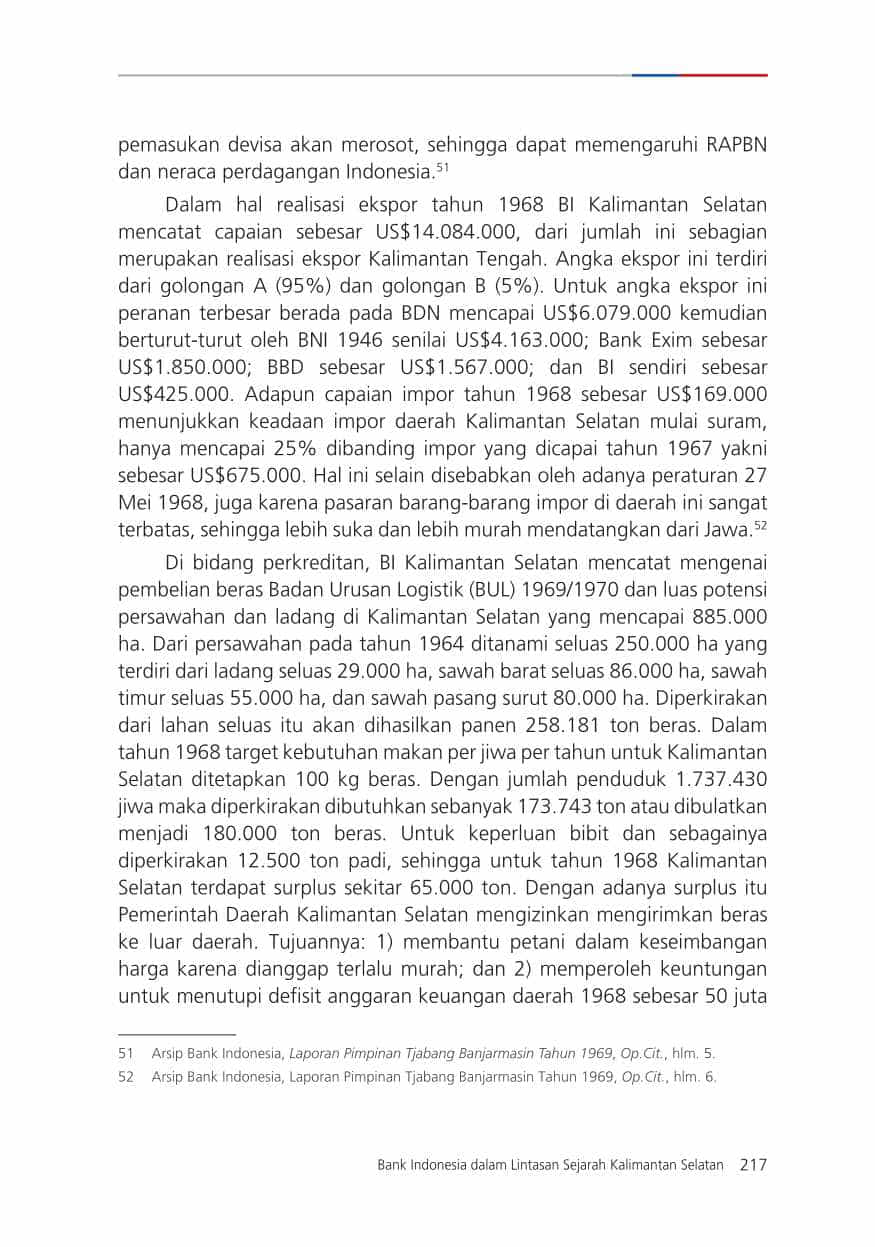 pemasukan devisa akan merosot, sehingga dapat memengaruhi RAPBN
dan neraca perdagangan Indonesia.51
Dalam hal realisasi ekspor tahun 1968 BI Kalimantan Selatan
mencatat capaian sebesar US$14.084.000, dari jumlah ini sebagian
merupakan realisasi ekspor Kalimantan Tengah. Angka ekspor ini terdiri
dari golongan A (95%) dan golongan B (5%). Untuk angka ekspor ini
peranan terbesar berada pada BDN mencapai US$6.079.000 kemudian
berturut-turut oleh BNI 1946 senilai US$4.163.000; Bank Exim sebesar
US$1.850.000; BBD sebesar US$1.567.000; dan BI sendiri sebesar
US$425.000. Adapun capaian impor tahun 1968 sebesar US$169.000
menunjukkan keadaan impor daerah Kalimantan Selatan mulai suram,
hanya mencapai 25% dibanding impor yang dicapai tahun 1967 yakni
sebesar US$675.000. Hal ini selain disebabkan oleh adanya peraturan 27
Mei 1968, juga karena pasaran barang-barang impor di daerah ini sangat
terbatas, sehingga lebih suka dan lebih murah mendatangkan dari Jawa.52
Di bidang perkreditan, BI Kalimantan Selatan mencatat mengenai
pembelian beras Badan Urusan Logistik (BUL) 1969/1970 dan luas potensi
persawahan dan ladang di Kalimantan Selatan yang mencapai 885.000
ha. Dari persawahan pada tahun 1964 ditanami seluas 250.000 ha yang
terdiri dari ladang seluas 29.000 ha, sawah barat seluas 86.000 ha, sawah
timur seluas 55.000 ha, dan sawah pasang surut 80.000 ha. Diperkirakan
dari lahan seluas itu akan dihasilkan panen 258.181 ton beras. Dalam
tahun 1968 target kebutuhan makan per jiwa per tahun untuk Kalimantan
Selatan ditetapkan 100 kg beras. Dengan jumlah penduduk 1.737.430
jiwa maka diperkirakan dibutuhkan sebanyak 173.743 ton atau dibulatkan
menjadi 180.000 ton beras. Untuk keperluan bibit dan sebagainya
diperkirakan 12.500 ton padi, sehingga untuk tahun 1968 Kalimantan
Selatan terdapat surplus sekitar 65.000 ton. Dengan adanya surplus itu
Pemerintah Daerah Kalimantan Selatan mengizinkan mengirimkan beras
ke luar daerah. Tujuannya: 1) membantu petani dalam keseimbangan
harga karena dianggap terlalu murah; dan 2) memperoleh keuntungan
untuk menutupi defisit anggaran keuangan daerah 1968 sebesar 50 juta
51 Arsip Bank Indonesia, Laporan Pimpinan Tjabang Banjarmasin Tahun 1969, Op.Cit., hlm. 5.
52 Arsip Bank Indonesia, Laporan Pimpinan Tjabang Banjarmasin Tahun 1969, Op.Cit., hlm. 6.
Bank Indonesia dalam Lintasan Sejarah Kalimantan Selatan 217